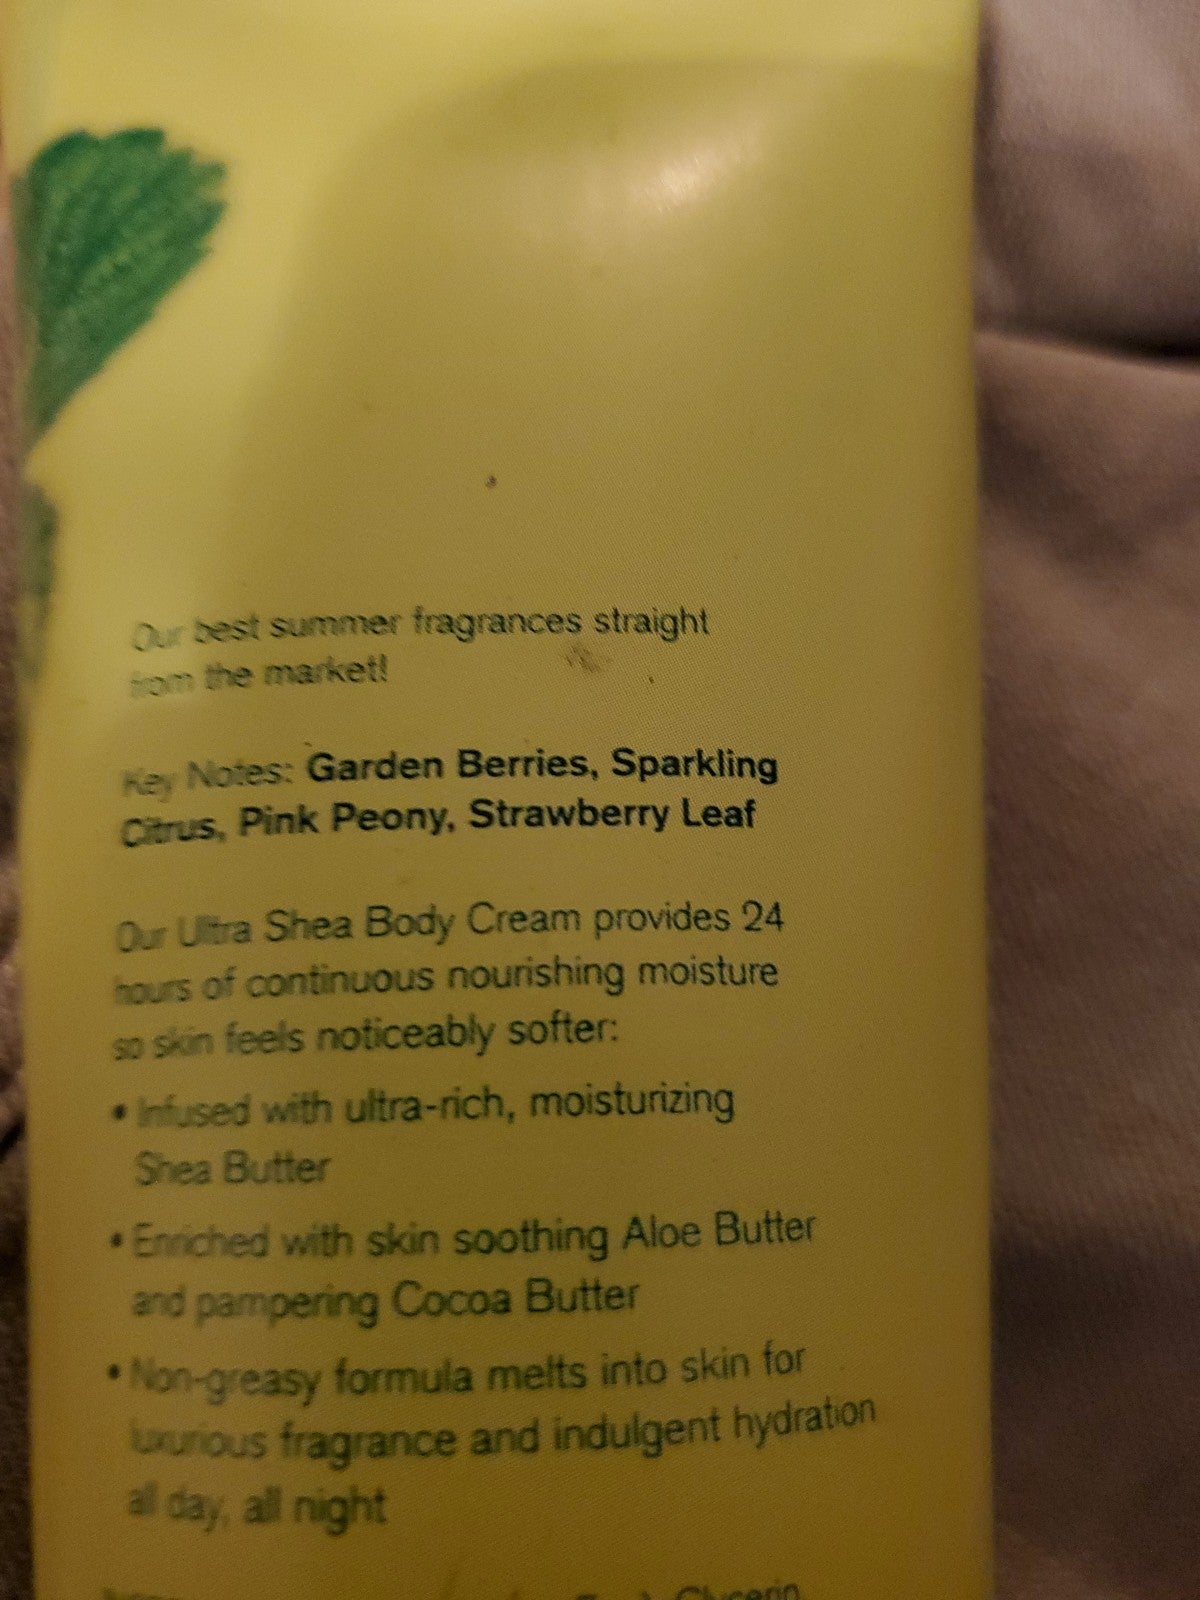 Our best summer fragrances straight
from the market!
Key Notes: Garden Berries, Sparkling
Citrus, Pink Peony, Strawberry Leaf
Our Ultra Shea Body Cream provides 24
hours of continuous nourishing moisture
so skin feels noticeably softer:
• Infused with ultra-rich, moisturizing
Shea Butter
• Enriched with skin soothing Aloe Butter
and pampering Cocoa Butter
• Non-greasy formula melts into skin for
luxurious fragrance and indulgent hydration
all day, all night
Glycerin